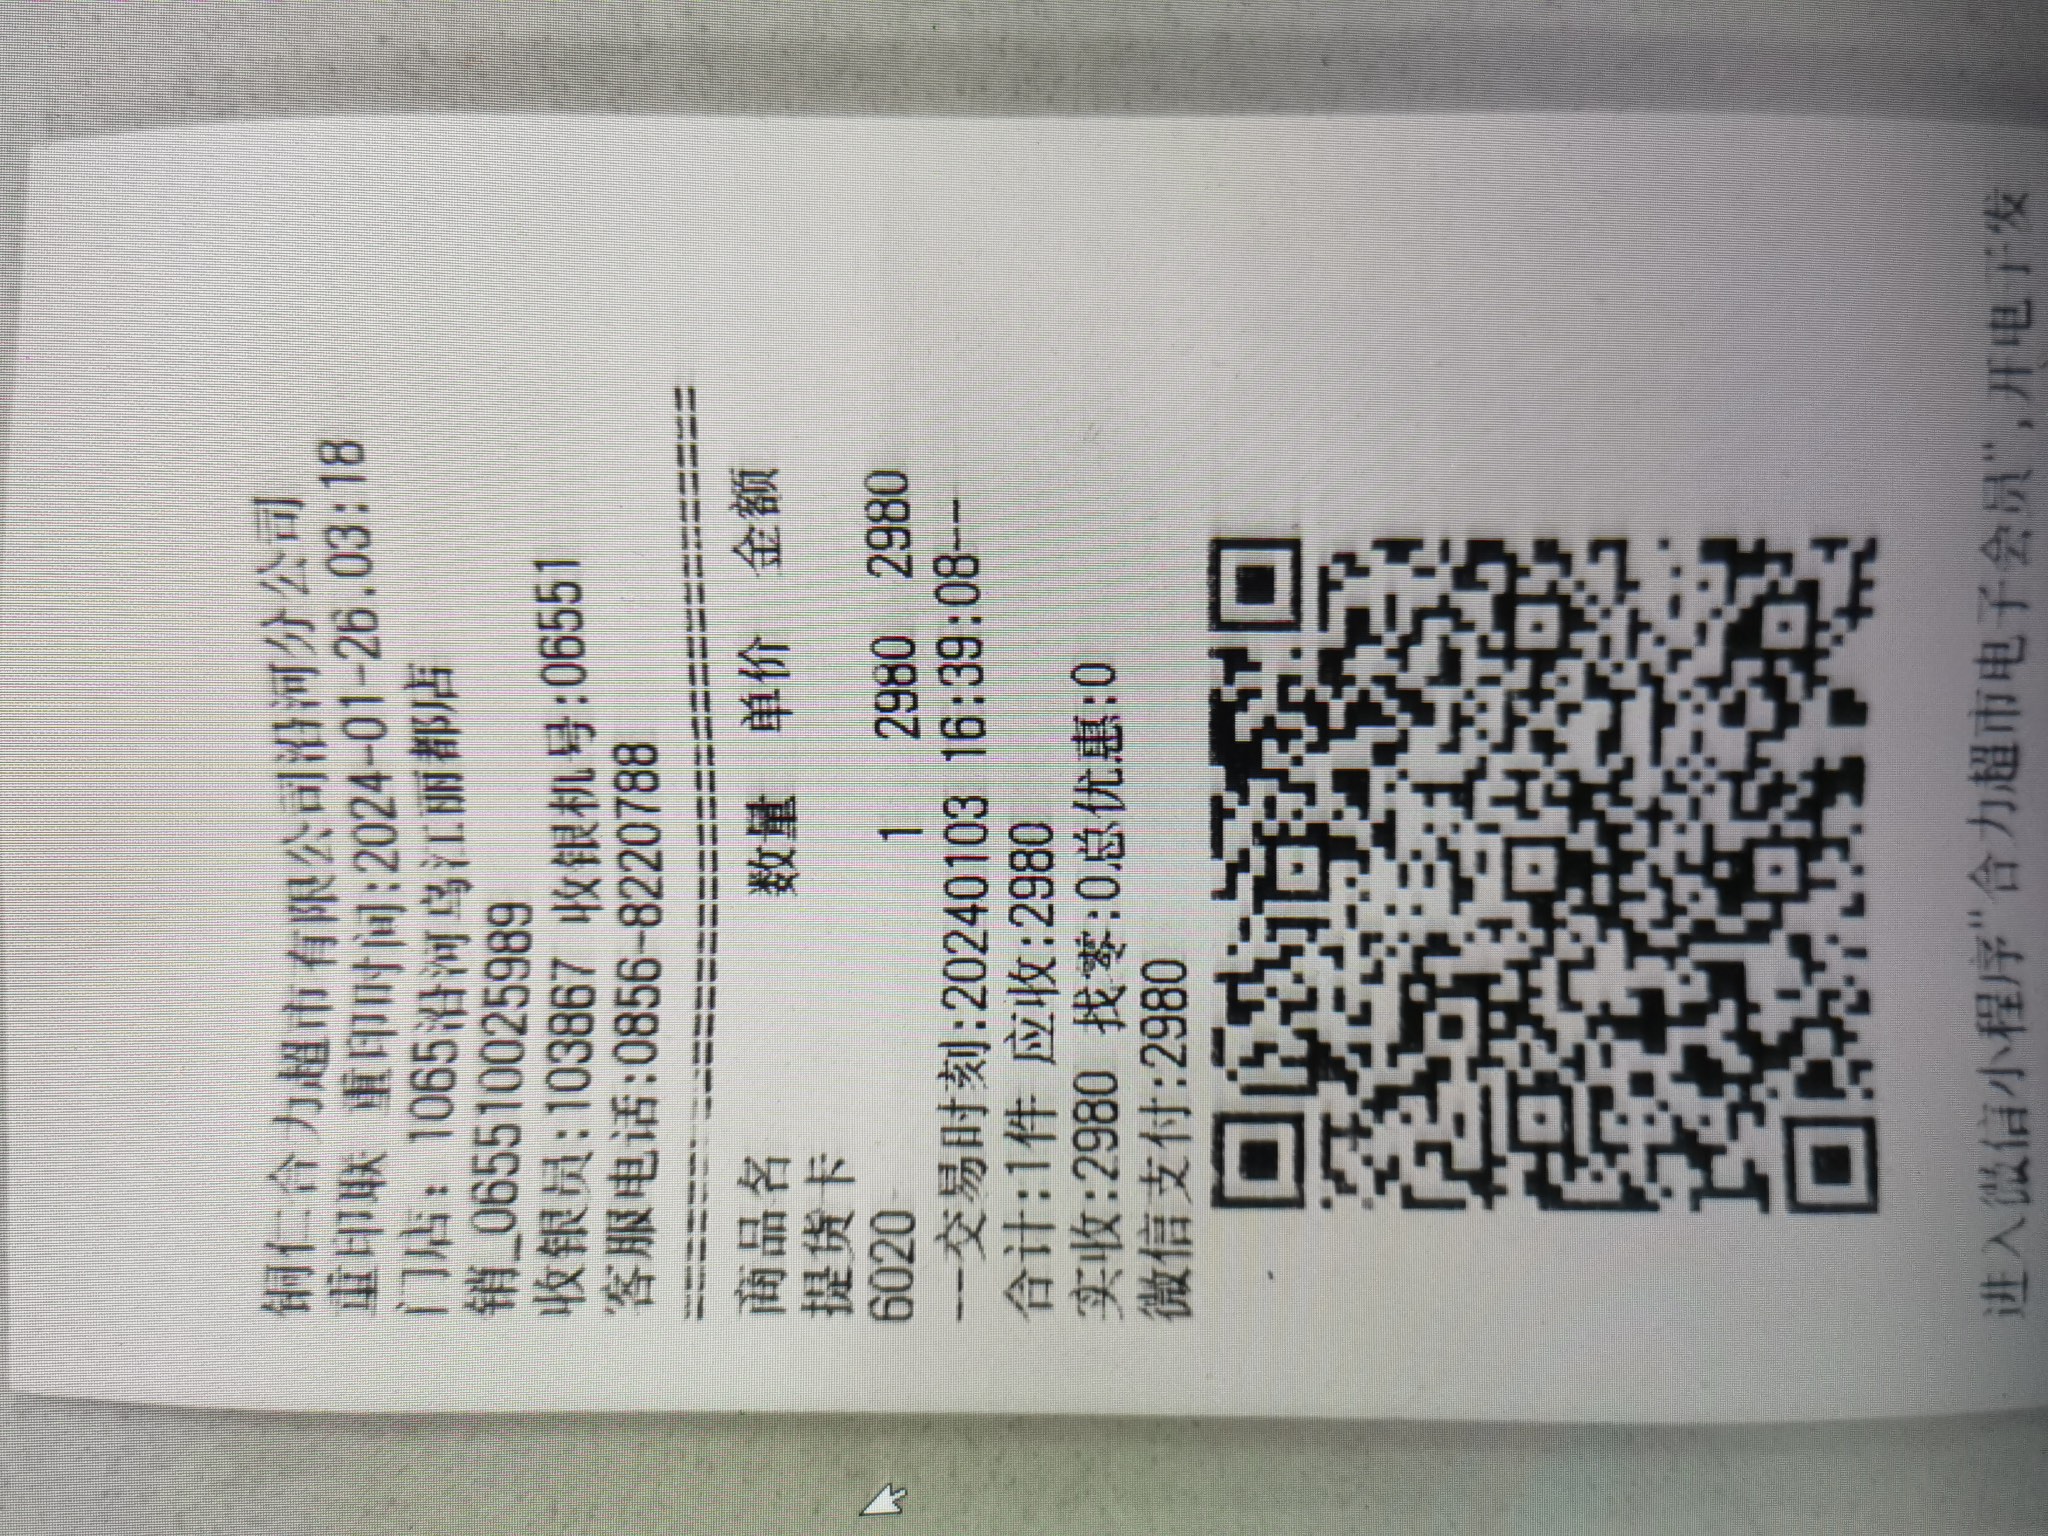 铜仁合力超市有限公司沿河分公司
重印联 重印时间:2024-01-26.03:18
门店: 1065沿河乌江丽都店
销_0655100025989
收银员:103867 收银机号:06551
客服电话:0856-8220788
商品名 数量 单价 金额
提货卡
6020 1 2980 2980
---交易时刻:20240103 16:39:08---
合计:1件 应收:2980
实收:2980 找零:0总优惠:0
微信支付:2980
进入微信小程序"合力超市电子会员",开电子发